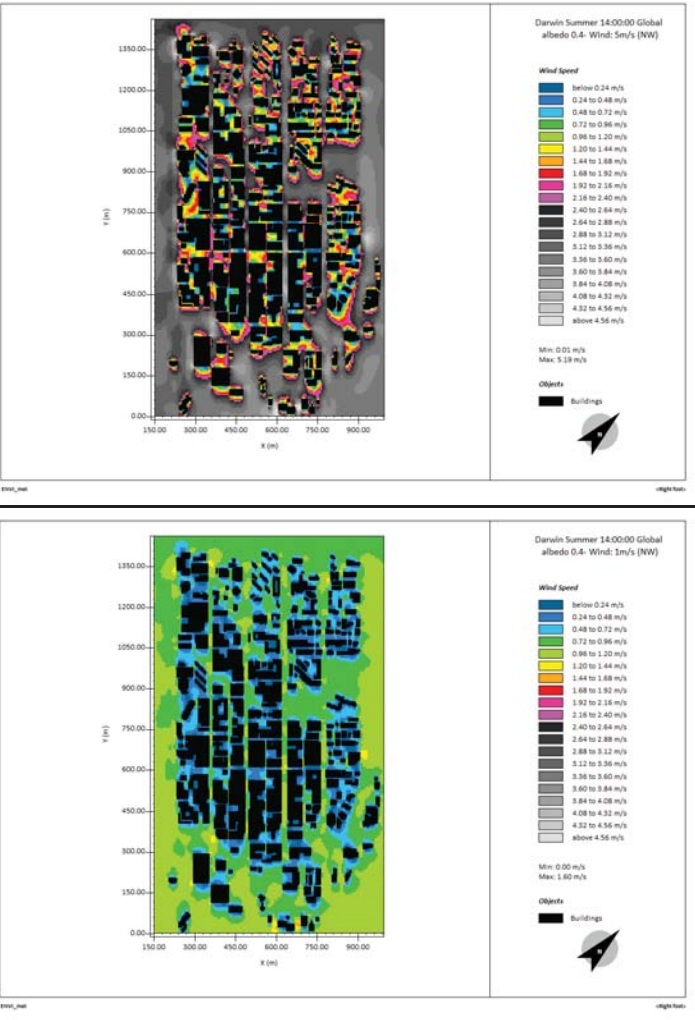 Darwin Summer 14:00:00 Global
albedo 0.4- Wind: 5m/s (NW)
Wind Speed
below 0.24 m/s
0.24 to 0.48 m/s
0.48 to 0.72 m/s
0.72 to 0.96 m/s
0.96 to 1.20 m/s
1.20 to 1.44 m/s
1.44 to 1.68 m/s
1.68 to 1.92 m/s
1.92 to 2.16 m/s
2.16 to 2.40 m/s
2.40 to 2.64 m/s
2.64 to 2.88 m/s
2.88 to 3.12 m/s
3.12 to 3.36 m/s
3.36 to 3.60 m/s
3.60 to 3.84 m/s
3.84 to 4.08 m/s
4.08 to 4.32 m/s
4.32 to 4.56 m/s
above 4.56 m/s
Min: 0.01 m/s
Max: 5.19 m/s
Objects
Buildings
N
1350.00
1200.00
1050.00
900.00
750.00
600.00
450.00
300.00
150.00
0.00
Y (m)
150.00 300.00 450.00 600.00 750.00 900.00
X (m)
ENVI_met
<Right foot>
Darwin Summer 14:00:00 Global
albedo 0.4- Wind: 1m/s (NW)
Wind Speed
below 0.24 m/s
0.24 to 0.48 m/s
0.48 to 0.72 m/s
0.72 to 0.96 m/s
0.96 to 1.20 m/s
1.20 to 1.44 m/s
1.44 to 1.68 m/s
1.68 to 1.92 m/s
1.92 to 2.16 m/s
2.16 to 2.40 m/s
2.40 to 2.64 m/s
2.64 to 2.88 m/s
2.88 to 3.12 m/s
3.12 to 3.36 m/s
3.36 to 3.60 m/s
3.60 to 3.84 m/s
3.84 to 4.08 m/s
4.08 to 4.32 m/s
4.32 to 4.56 m/s
above 4.56 m/s
Min: 0.00 m/s
Max: 1.60 m/s
Objects
Buildings
N
1350.00
1200.00
1050.00
900.00
750.00
600.00
450.00
300.00
150.00
0.00
Y (m)
150.00 300.00 450.00 600.00 750.00 900.00
X (m)
ENVI_met
<Right foot>